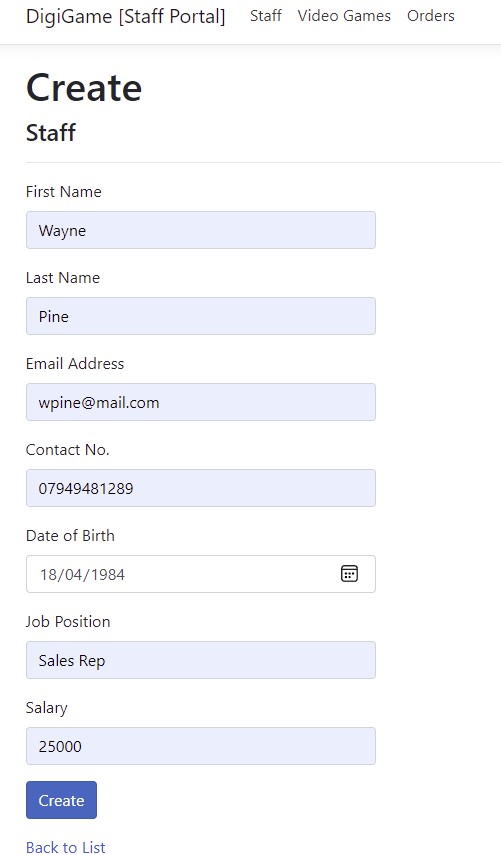 DigiGame [Staff Portal] Staff Video Games Orders
Create
Staff
First Name
Wayne
Last Name
Pine
Email Address
wpine@mail.com
Contact No.
07949481289
Date of Birth
18/04/1984
Job Position
Sales Rep
Salary
25000
Create
Back to List